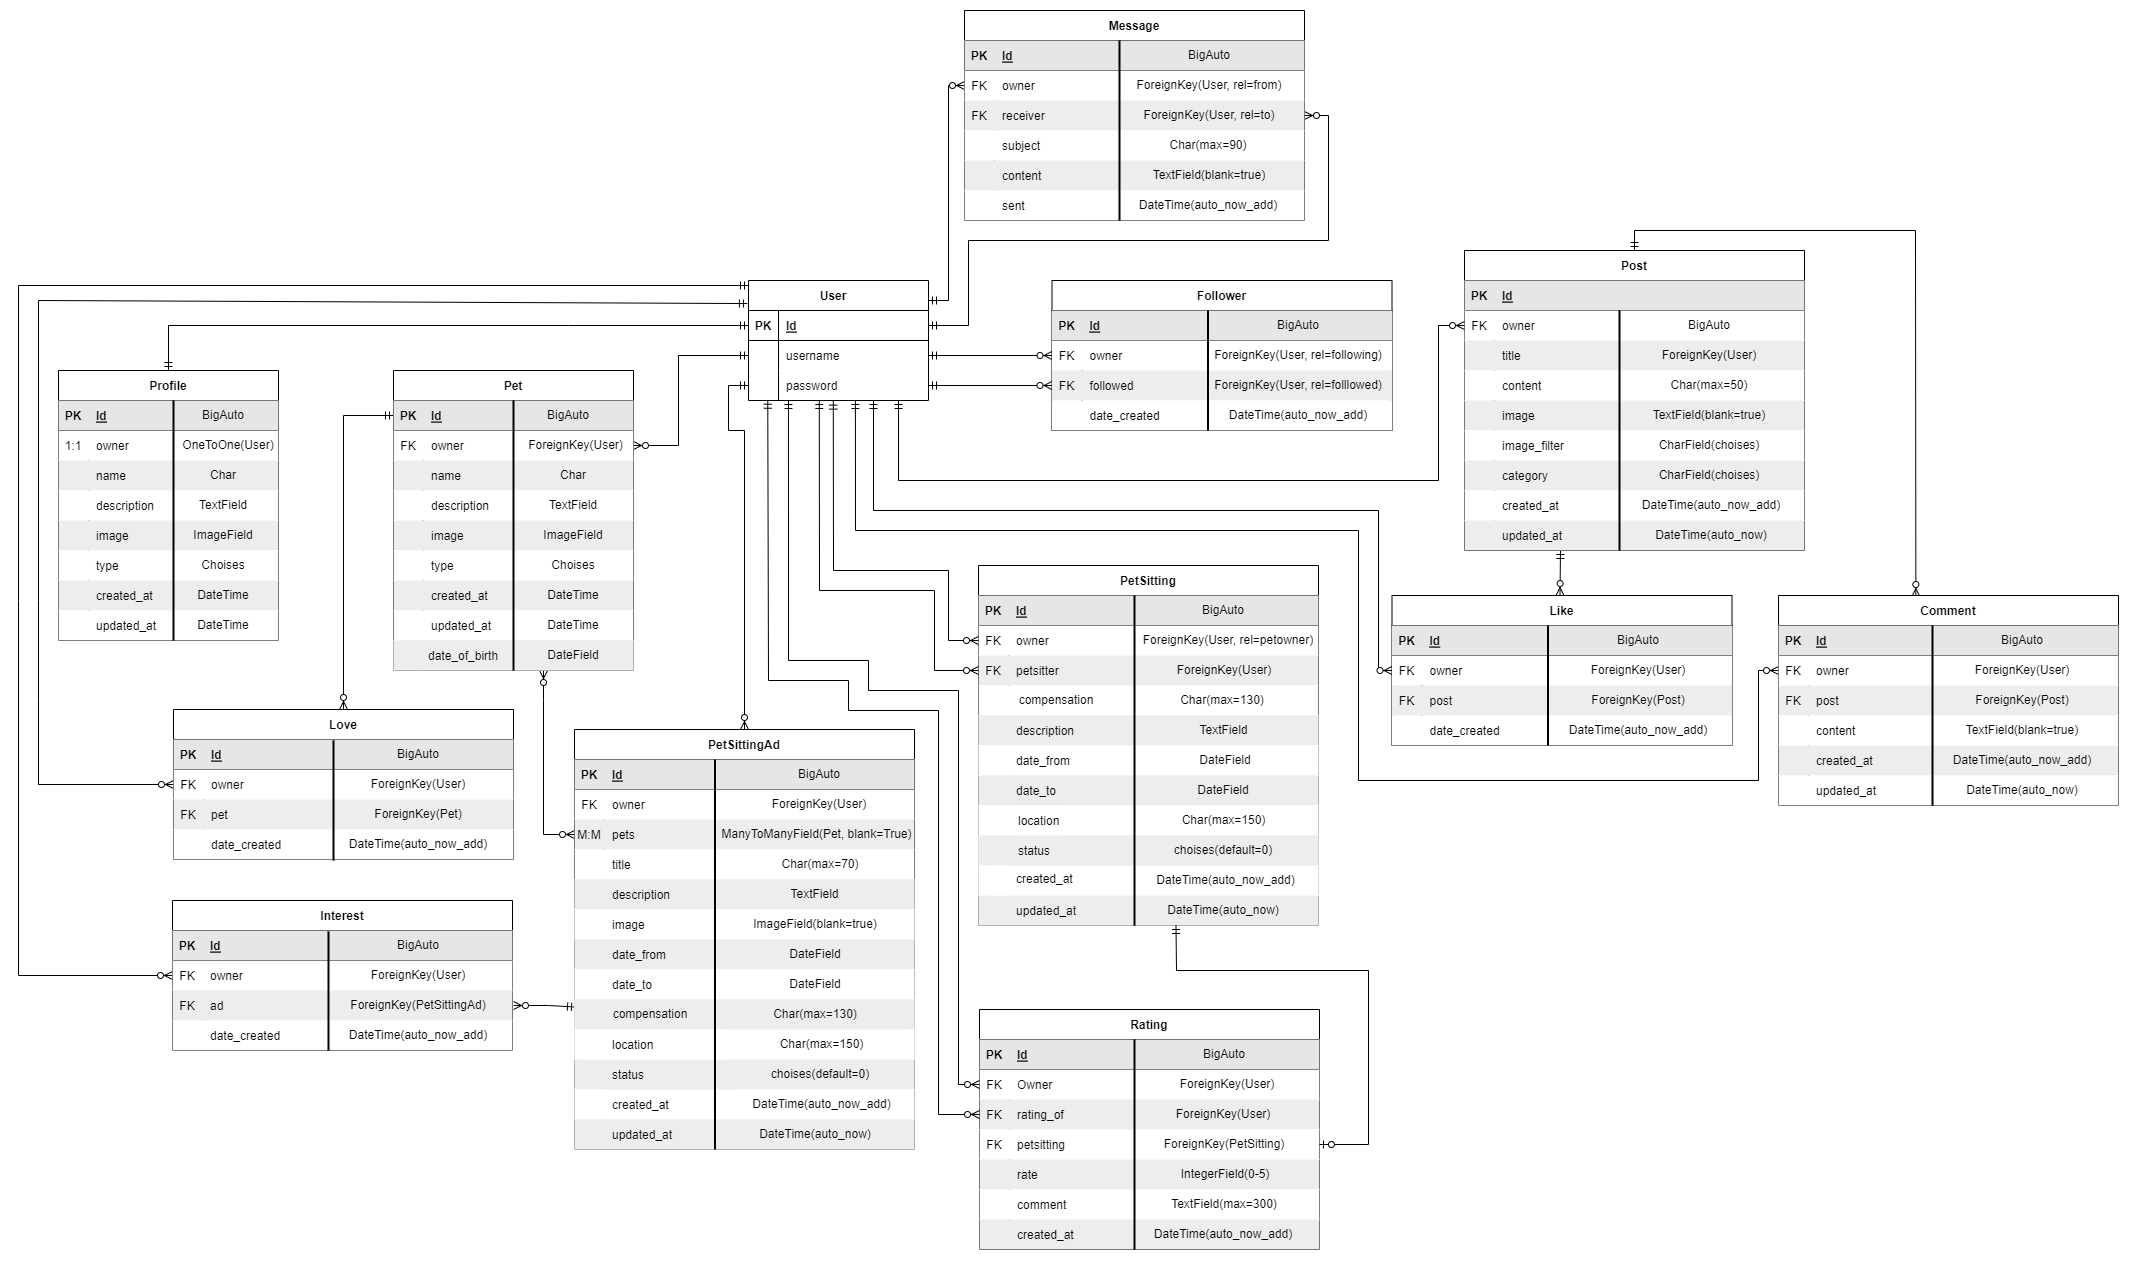 Message
PK Id BigAuto
FK owner ForeignKey(User, rel=from)
FK receiver ForeignKey(User, rel=to)
subject Char(max=90)
content TextField(blank=true)
sent DateTime(auto_now_add)
User
PK Id
username
password
Follower
PK Id BigAuto
FK owner ForeignKey(User, rel=following)
FK followed ForeignKey(User, rel=folllowed)
date_created DateTime(auto_now_add)
Post
PK Id
FK owner BigAuto
title ForeignKey(User)
content Char(max=50)
image TextField(blank=true)
image_filter CharField(choises)
category CharField(choises)
created_at DateTime(auto_now_add)
updated_at DateTime(auto_now)
Profile
PK Id BigAuto
1:1 owner OneToOne(User)
name Char
description TextField
image ImageField
type Choises
created_at DateTime
updated_at DateTime
Pet
PK Id BigAuto
FK owner ForeignKey(User)
name Char
description TextField
image ImageField
type Choises
created_at DateTime
updated_at DateTime
date_of_birth DateField
PetSitting
PK Id BigAuto
FK owner ForeignKey(User, rel=petowner)
FK petsitter ForeignKey(User)
compensation Char(max=130)
description TextField
date_from DateField
date_to DateField
location Char(max=150)
status choises(default=0)
created_at DateTime(auto_now_add)
updated_at DateTime(auto_now)
Like
PK Id BigAuto
FK owner ForeignKey(User)
FK post ForeignKey(Post)
date_created DateTime(auto_now_add)
Comment
PK Id BigAuto
FK owner ForeignKey(User)
FK post ForeignKey(Post)
content TextField(blank=true)
created_at DateTime(auto_now_add)
updated_at DateTime(auto_now)
Love
PK Id BigAuto
FK owner ForeignKey(User)
FK pet ForeignKey(Pet)
date_created DateTime(auto_now_add)
PetSittingAd
PK Id BigAuto
FK owner ForeignKey(User)
M:M pets ManyToManyField(Pet, blank=True)
title Char(max=70)
description TextField
image ImageField(blank=true)
date_from DateField
date_to DateField
compensation Char(max=130)
location Char(max=150)
status choises(default=0)
created_at DateTime(auto_now_add)
updated_at DateTime(auto_now)
Interest
PK Id BigAuto
FK owner ForeignKey(User)
FK ad ForeignKey(PetSittingAd)
date_created DateTime(auto_now_add)
Rating
PK Id BigAuto
FK Owner ForeignKey(User)
FK rating_of ForeignKey(User)
FK petsitting ForeignKey(PetSitting)
rate IntegerField(0-5)
comment TextField(max=300)
created_at DateTime(auto_now_add)